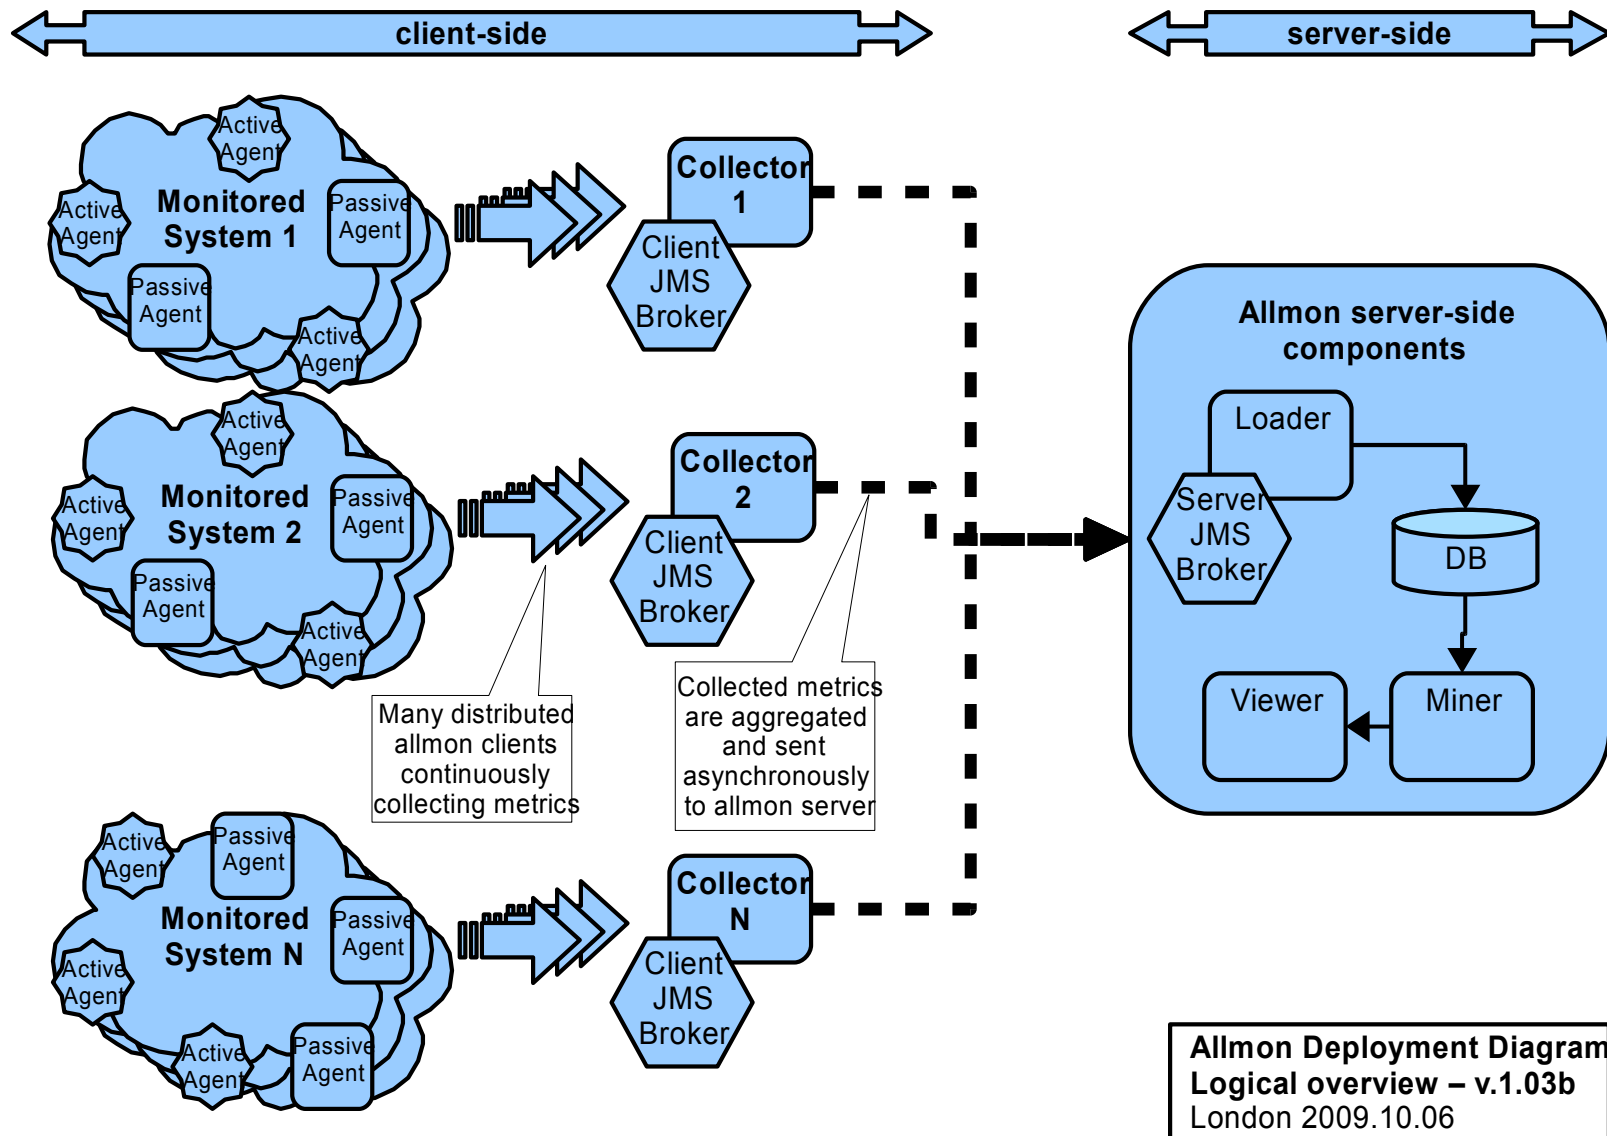 client-side
server-side
Active
Agent
Active
Agent
Monitored
System 1
Passive
Agent
Passive
Agent
Active
Agent
Collector
1
Client
JMS
Broker
Active
Agent
Active
Agent
Monitored
System 2
Passive
Agent
Passive
Agent
Active
Agent
Collector
2
Client
JMS
Broker
Many distributed
allmon clients
continuously
collecting metrics
Collected metrics
are aggregated
and sent
asynchronously
to allmon server
Active
Agent
Passive
Agent
Monitored
System N
Passive
Agent
Active
Agent
Active
Agent
Passive
Agent
Collector
N
Client
JMS
Broker
Allmon server-side
components
Loader
Server
JMS
Broker
DB
Viewer
Miner
Allmon Deployment Diagram
Logical overview – v.1.03b
London 2009.10.06